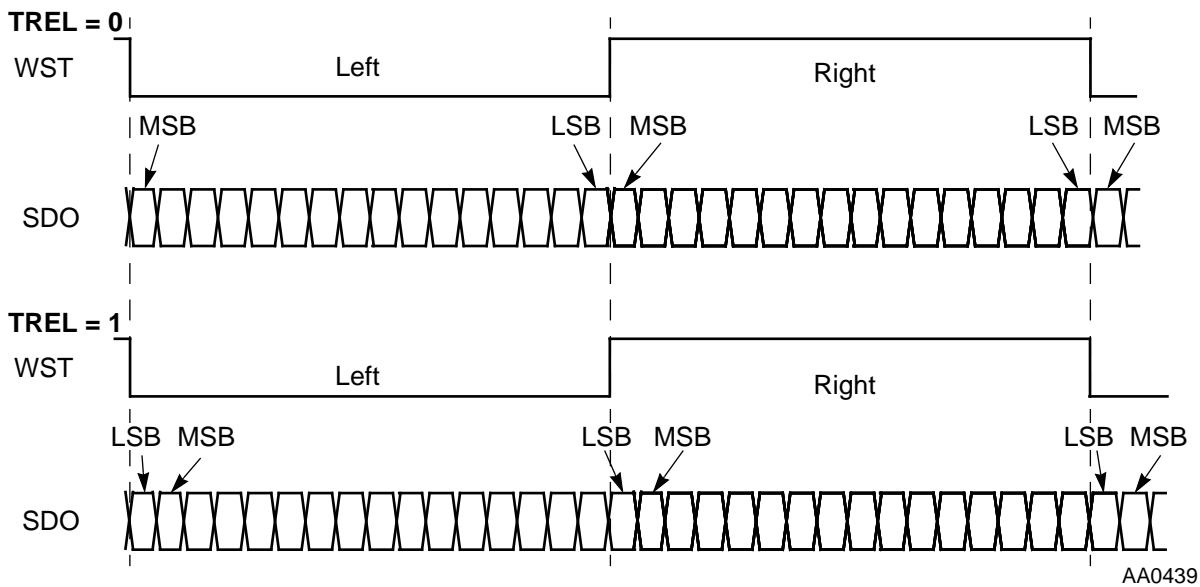 TREL = 0
WST
Left
Right
MSB
LSB
MSB
LSB
MSB
SDO
TREL = 1
WST
Left
Right
LSB
MSB
LSB
MSB
LSB
MSB
SDO
AA0439